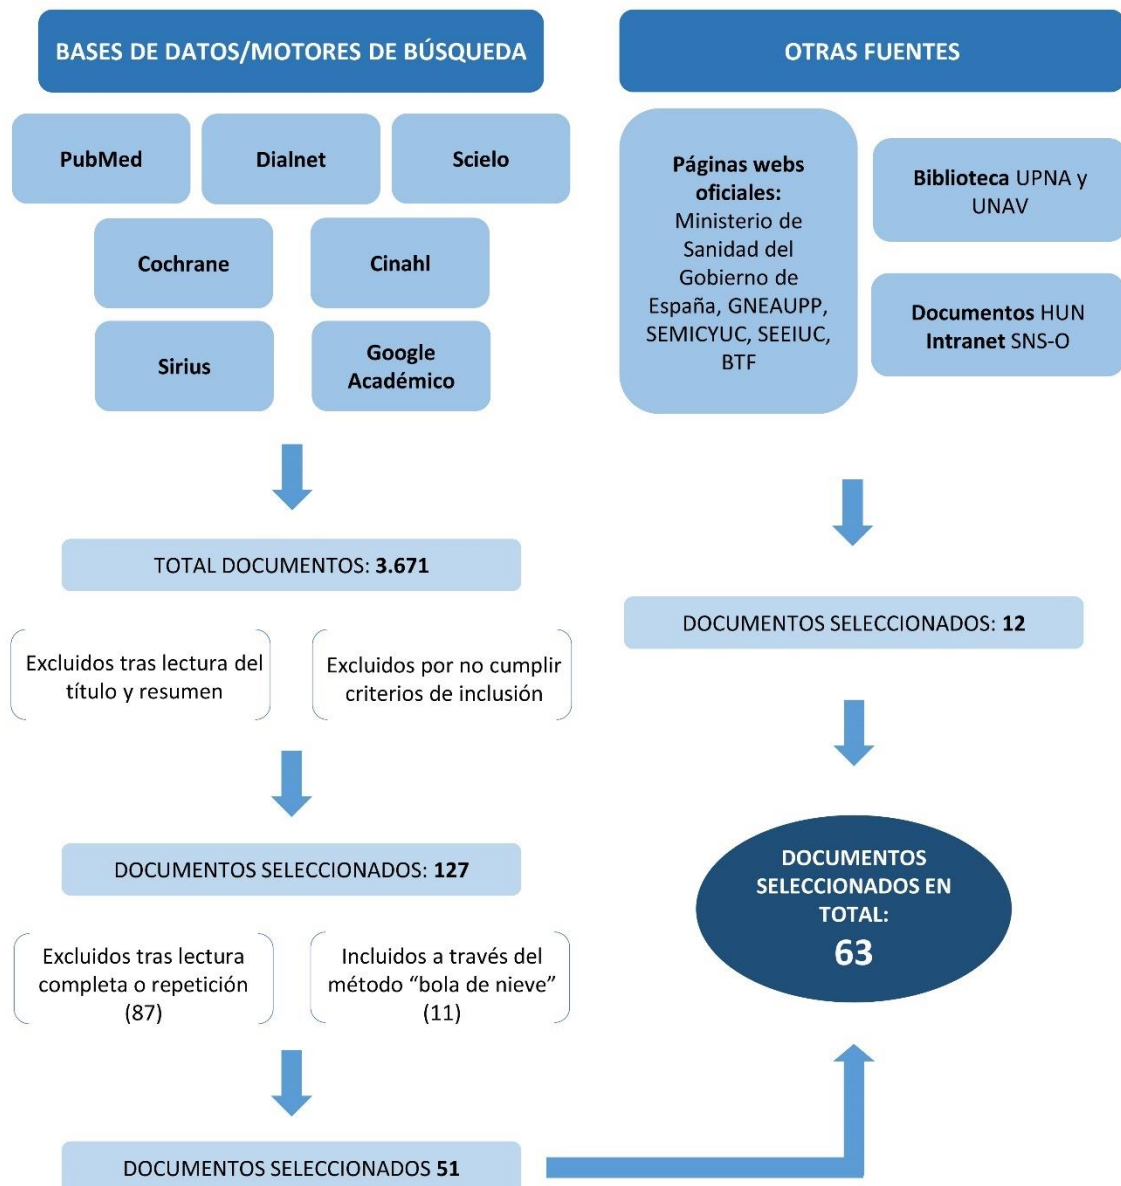 BASES DE DATOS/MOTORES DE BÚSQUEDA
PubMed
Dialnet
Scielo
Cochrane
Cinahl
Sirius
Google
Académico
TOTAL DOCUMENTOS: 3.671
Excluidos tras lectura del
título y resumen
Excluidos por no cumplir
criterios de inclusión
DOCUMENTOS SELECCIONADOS: 127
Excluidos tras lectura
completa o repetición
(87)
Incluidos a través del
método “bola de nieve”
(11)
DOCUMENTOS SELECCIONADOS 51
OTRAS FUENTES
Páginas webs
oficiales:
Ministerio de
Sanidad del
Gobierno de
España, GNEAUPP,
SEMICYUC, SEEIUC,
BTF
Biblioteca UPNA y
UNAV
Documentos HUN
Intranet SNS-O
DOCUMENTOS SELECCIONADOS: 12
DOCUMENTOS
SELECCIONADOS EN
TOTAL:
63